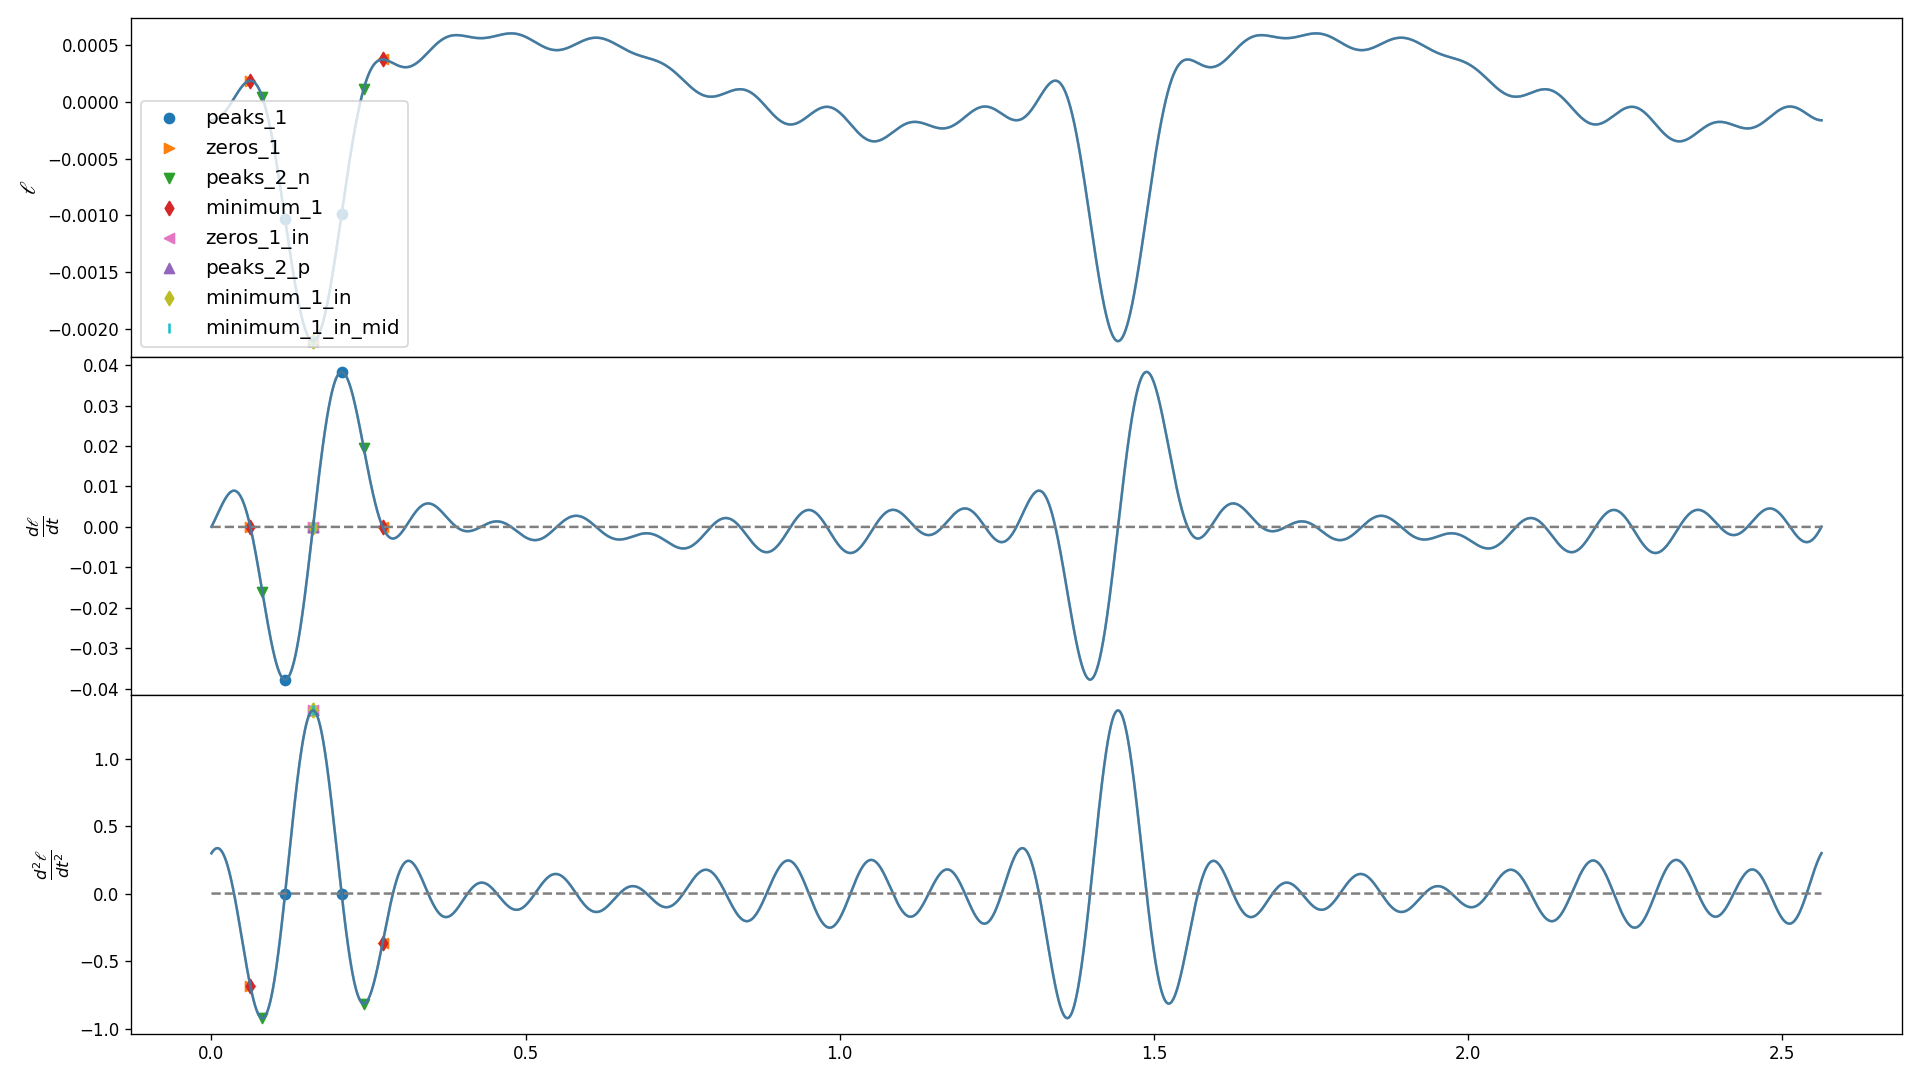 0.0005
0.0000
−0.0005
−0.0010
−0.0015
−0.0020
ℓ
peaks_1
zeros_1
peaks_2_n
minimum_1
zeros_1_in
peaks_2_p
minimum_1_in
minimum_1_in_mid
0.04
0.03
0.02
0.01
0.00
−0.01
−0.02
−0.03
−0.04
dℓ
dt
1.0
0.5
0.0
−0.5
−1.0
d²ℓ
dt²
0.0 0.5 1.0 1.5 2.0 2.5